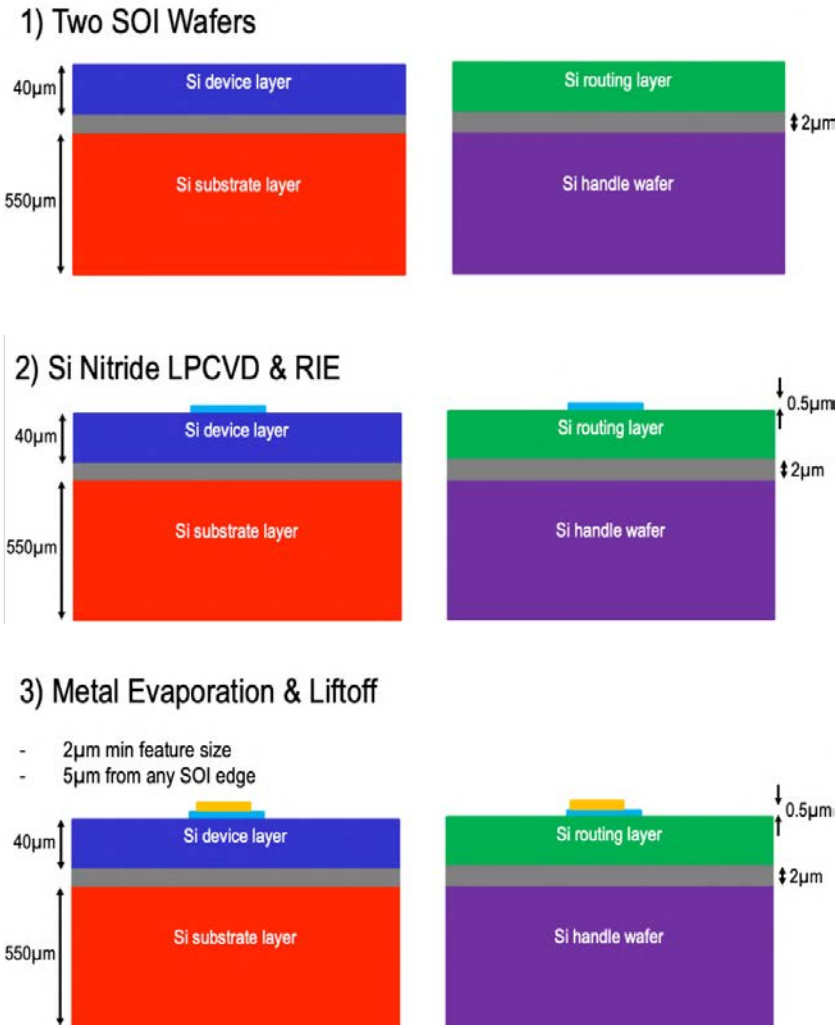 1) Two SOI Wafers
40µm
Si device layer
Si routing layer
2µm
550µm
Si substrate layer
Si handle wafer
2) Si Nitride LPCVD & RIE
0.5µm
40µm
Si device layer
Si routing layer
2µm
550µm
Si substrate layer
Si handle wafer
3) Metal Evaporation & Liftoff
- 2µm min feature size
- 5µm from any SOI edge
0.5µm
40µm
Si device layer
Si routing layer
2µm
550µm
Si substrate layer
Si handle wafer